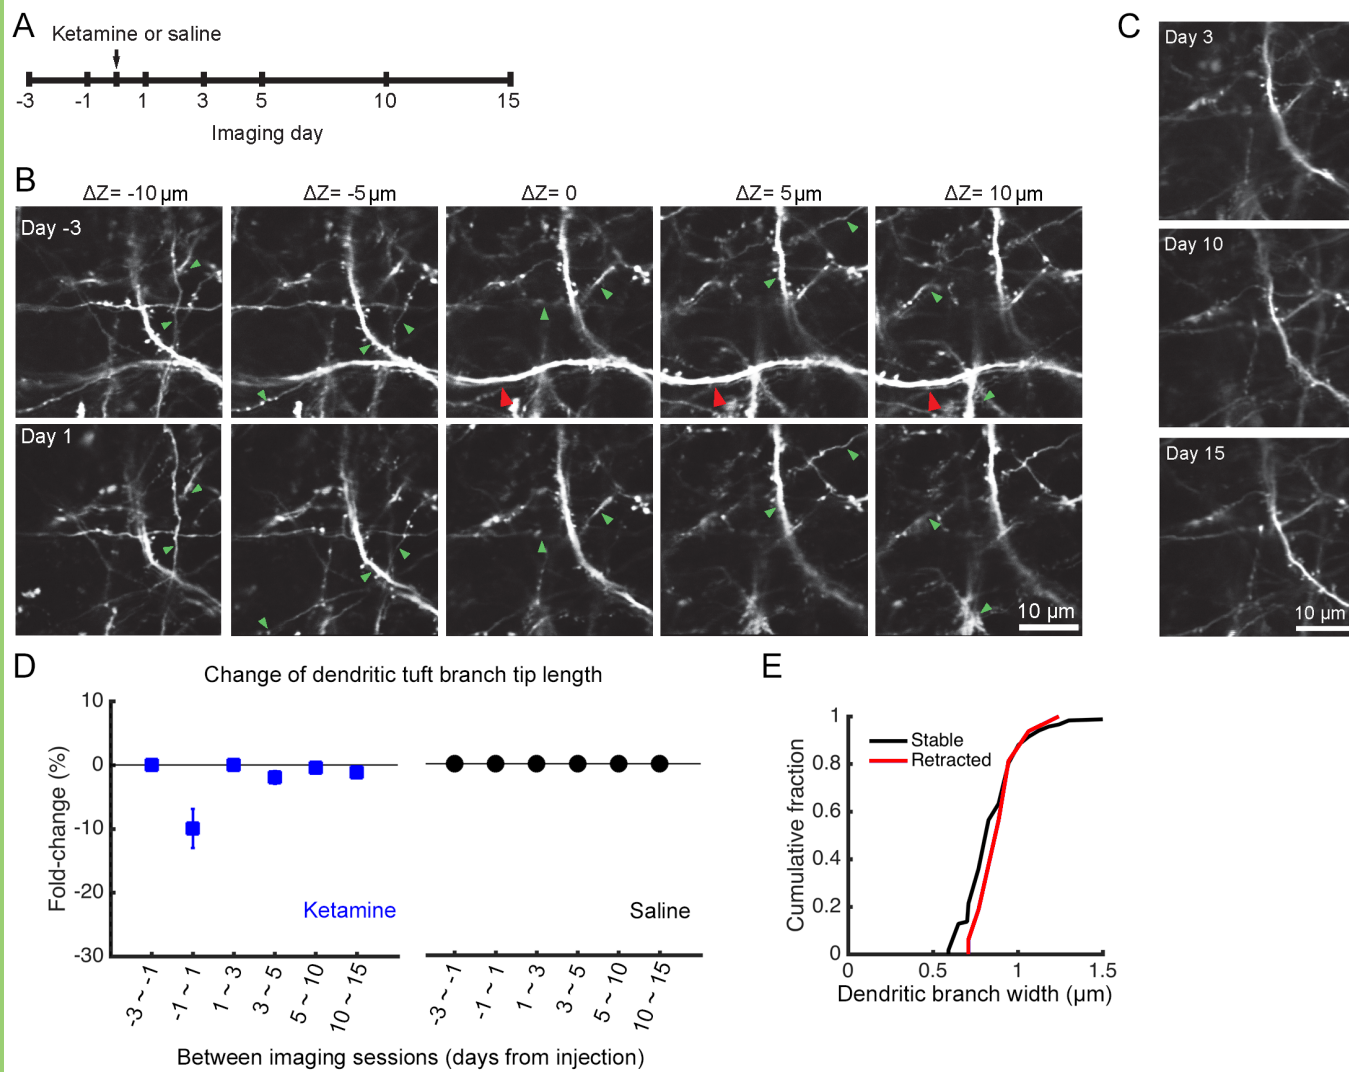 A
Ketamine or saline
-3 -1 1 3 5 10 15
Imaging day
B
ΔZ= -10 µm ΔZ= -5µm ΔZ= 0 ΔZ= 5µm ΔZ= 10 µm
Day -3
Day 1
10 µm
C
Day 3
Day 10
Day 15
10 µm
D
Change of dendritic tuft branch tip length
Fold-change (%)
10
0
-10
-20
-30
Ketamine
Saline
-3 ~ -1 -1 ~ 1 1 ~ 3 3 ~ 5 5 ~ 10 10 ~ 15
-3 ~ -1 -1 ~ 1 1 ~ 3 3 ~ 5 5 ~ 10 10 ~ 15
Between imaging sessions (days from injection)
E
Cumulative fraction
1
0.8
0.6
0.4
0.2
0
Stable
Retracted
0 0.5 1 1.5
Dendritic branch width (µm)